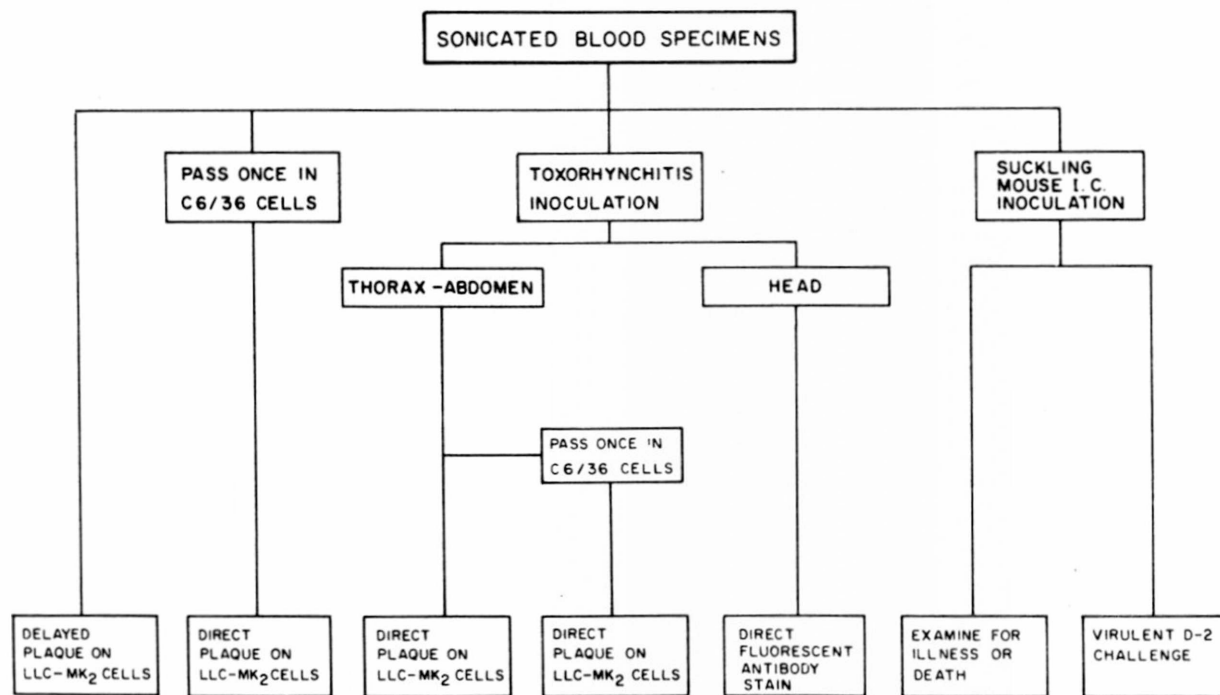 SONICATED BLOOD SPECIMENS
PASS ONCE IN
C6/36 CELLS
TOXORHYNCHITIS
INOCULATION
SUCKLING
MOUSE I.C.
INOCULATION
THORAX-ABDOMEN
HEAD
PASS ONCE IN
C6/36 CELLS
DELAYED
PLAQUE ON
LLC-MK₂ CELLS
DIRECT
PLAQUE ON
LLC-MK₂ CELLS
DIRECT
PLAQUE ON
LLC-MK₂ CELLS
DIRECT
PLAQUE ON
LLC-MK₂ CELLS
DIRECT
FLUORESCENT
ANTIBODY
STAIN
EXAMINE FOR
ILLNESS OR
DEATH
VIRULENT D-2
CHALLENGE